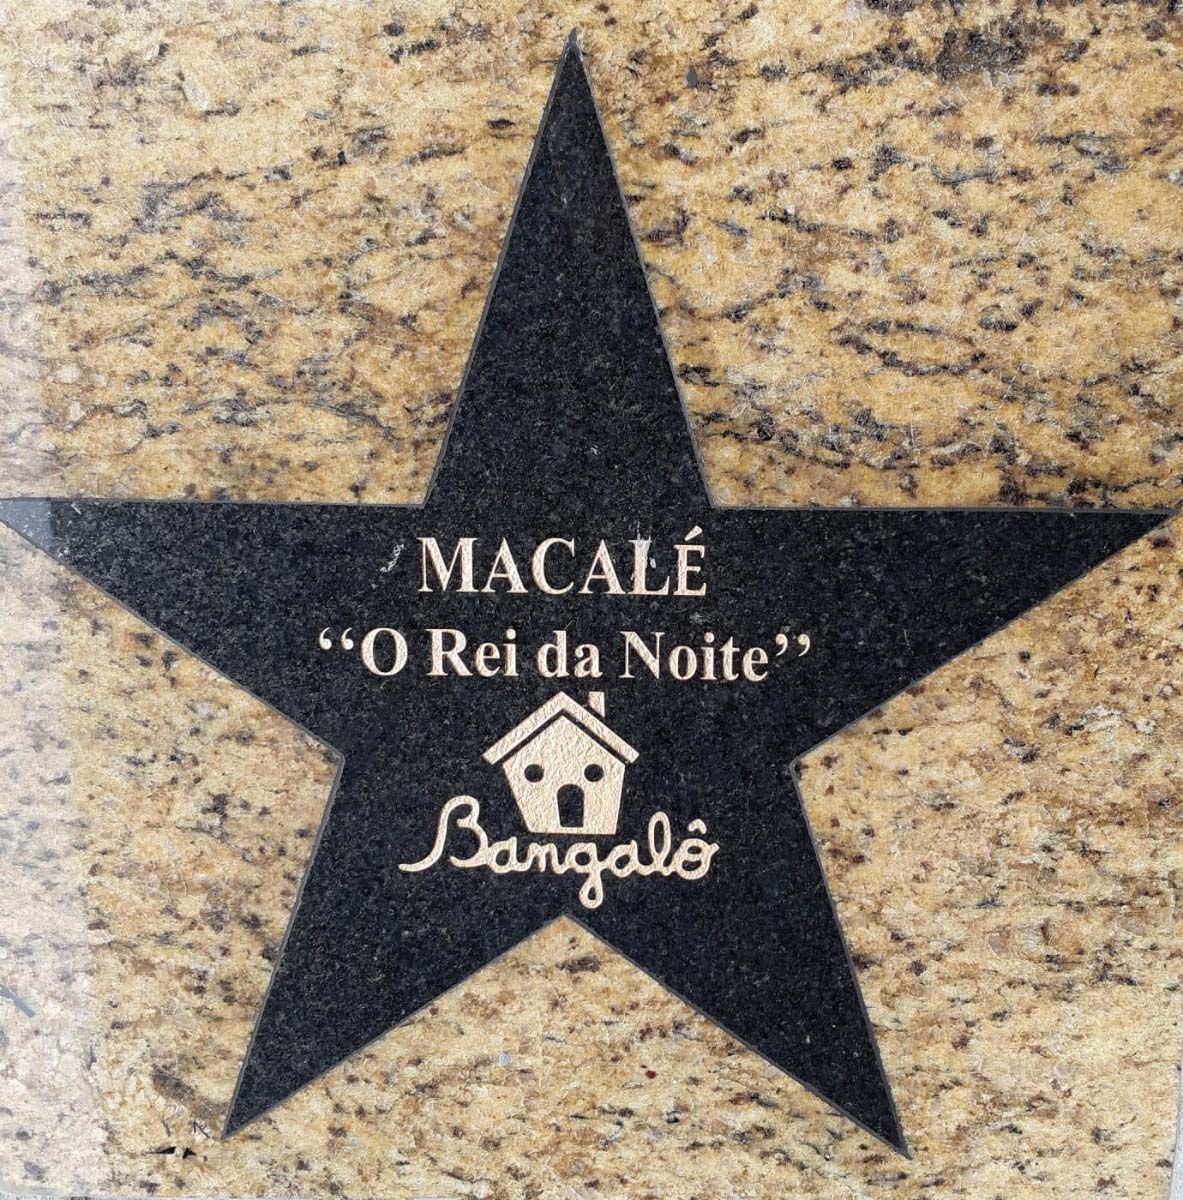 MACALÉ
“O Rei da Noite”
Bangalô